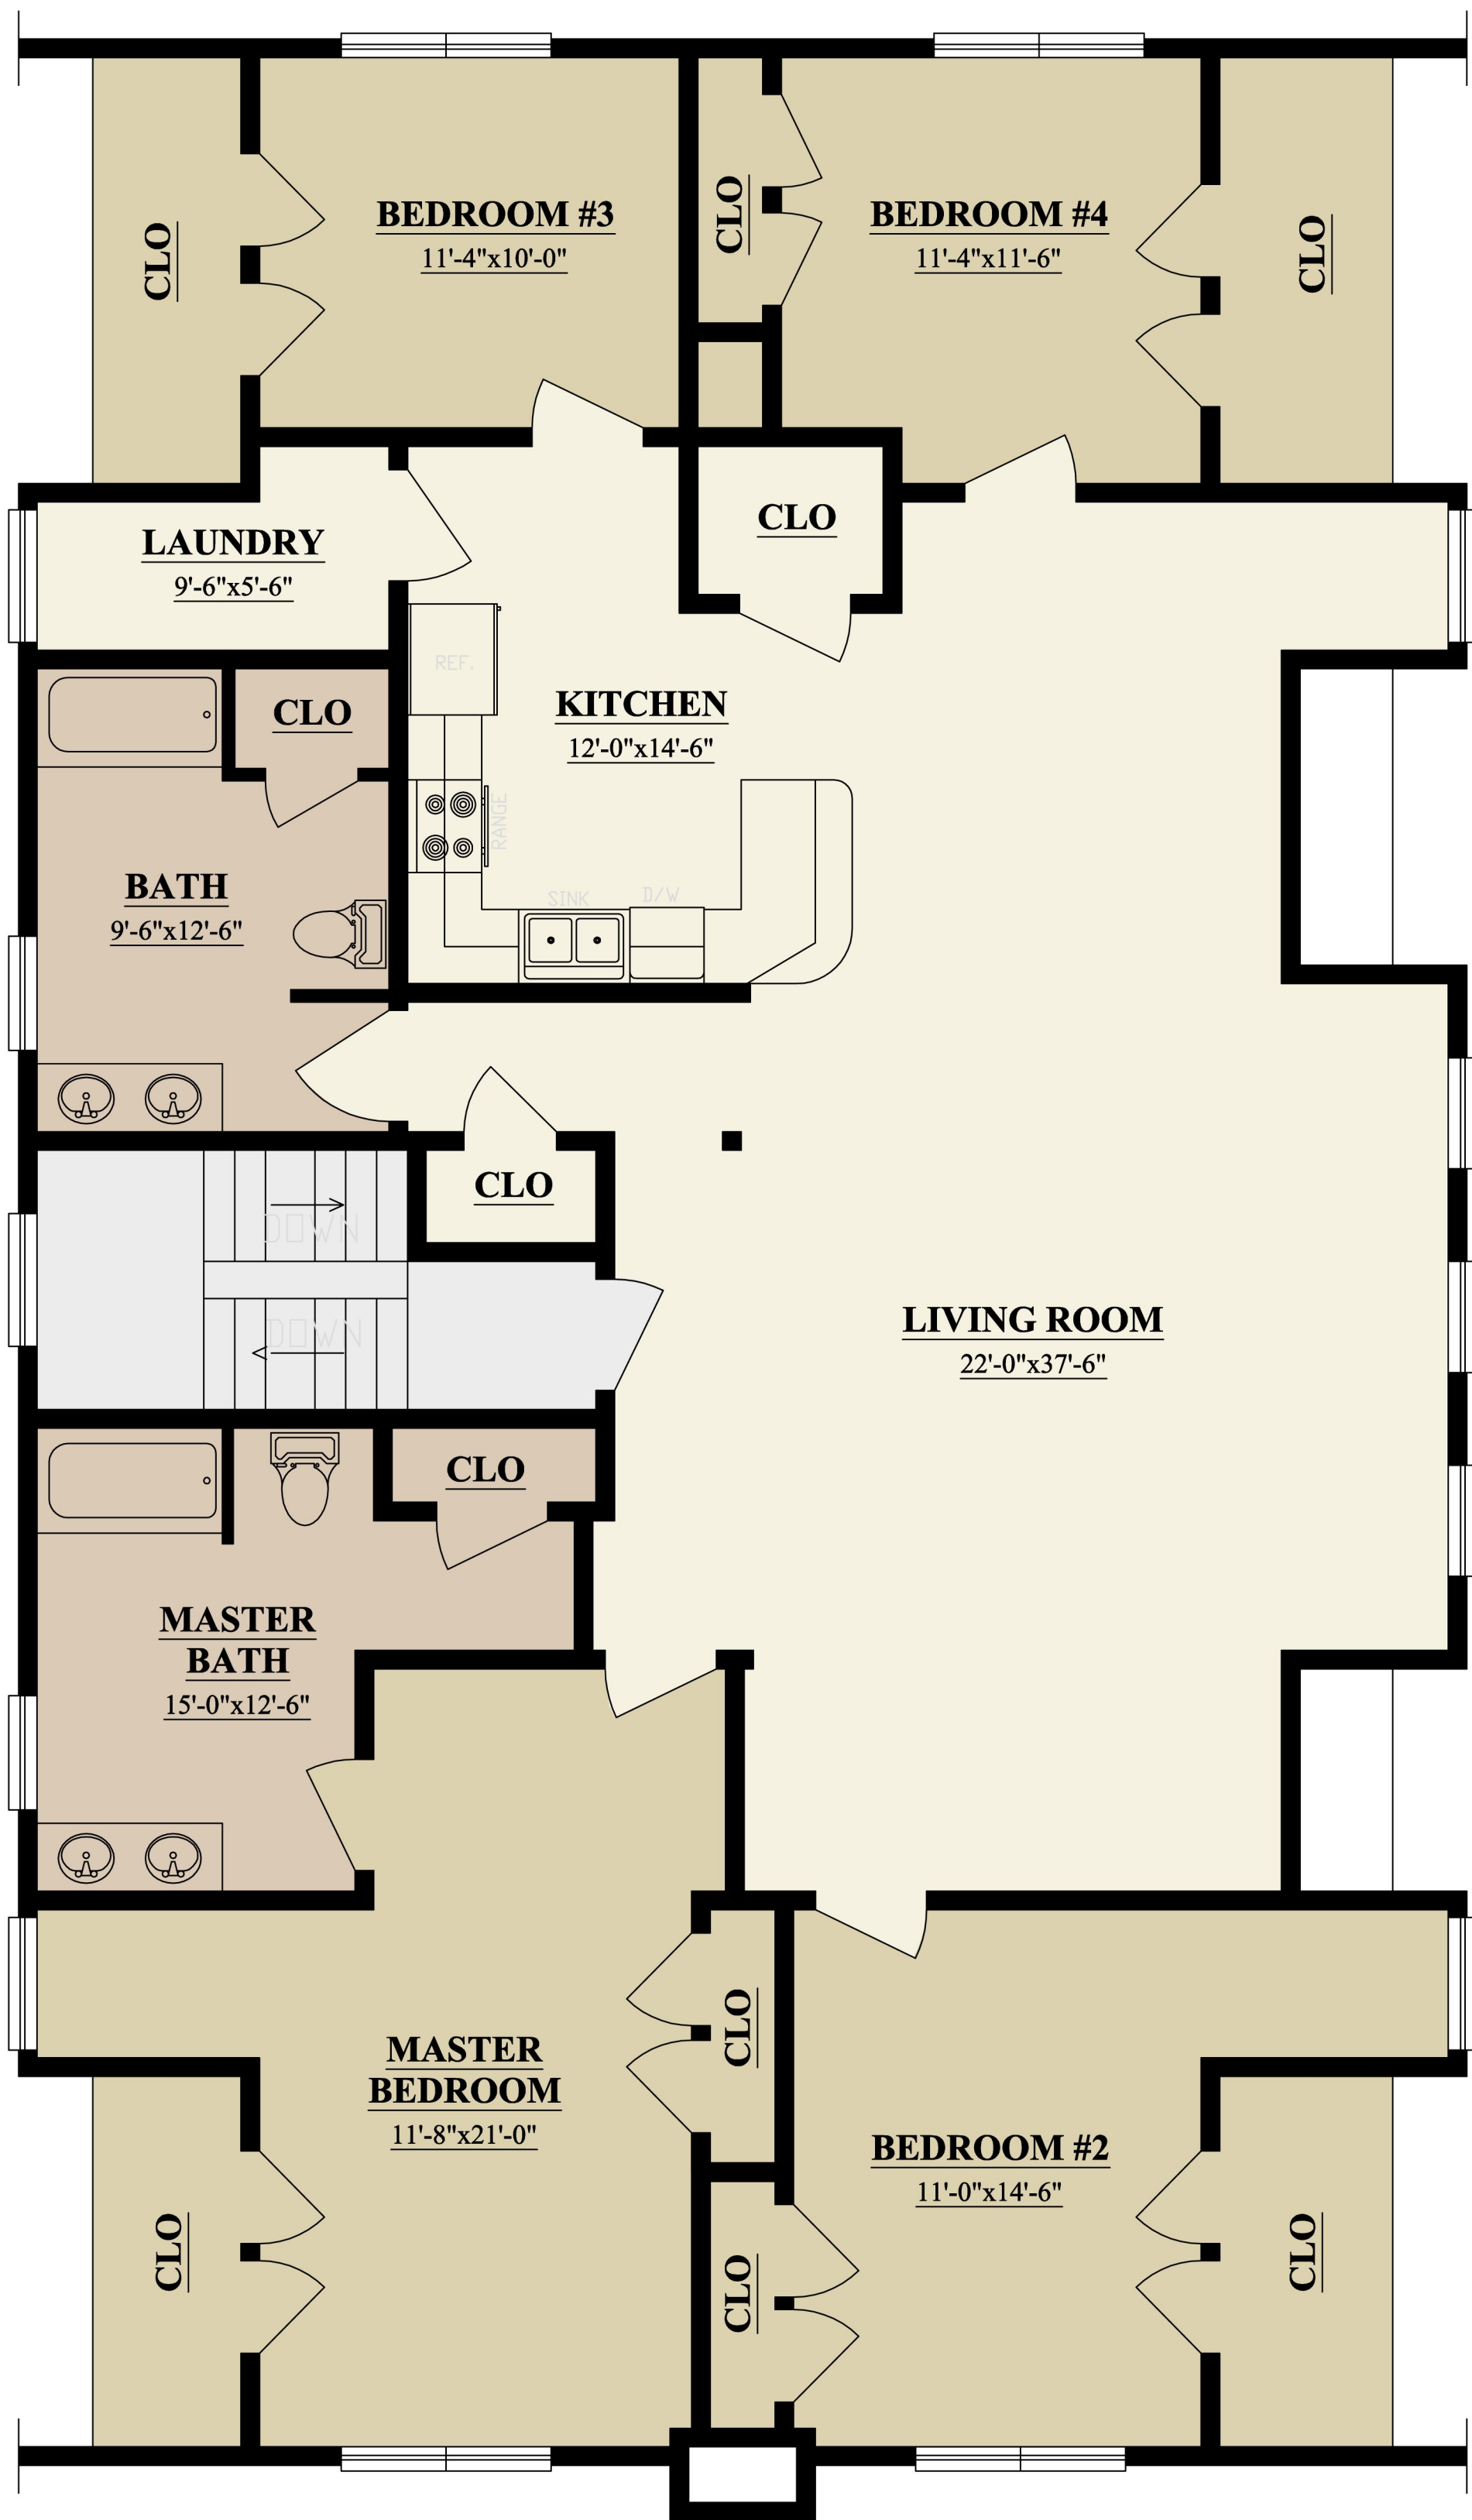 BEDROOM #3
11'-4"x10'-0"
CLO
CLO
BEDROOM #4
11'-4"x11'-6"
CLO
CLO
LAUNDRY
9'-6"x5'-6"
REF.
KITCHEN
12'-0"x14'-6"
CLO
RANGE
BATH
9'-6"x12'-6"
SINK
D/W
CLO
DOWN
DOWN
LIVING ROOM
22'-0"x37'-6"
CLO
MASTER
BATH
15'-0"x12'-6"
CLO
MASTER
BEDROOM
11'-8"x21'-0"
BEDROOM #2
11'-0"x14'-6"
CLO
CLO
CLO